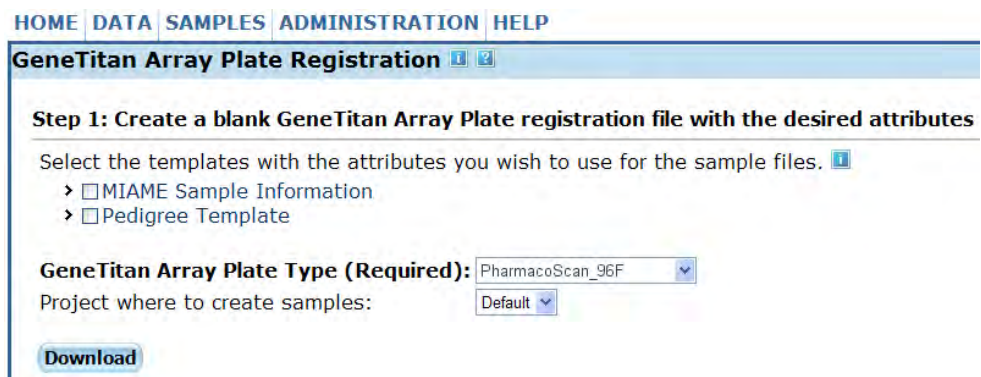 HOME DATA SAMPLES ADMINISTRATION HELP
GeneTitan Array Plate Registration i ?
Step 1: Create a blank GeneTitan Array Plate registration file with the desired attributes
Select the templates with the attributes you wish to use for the sample files. i
MIAME Sample Information
Pedigree Template
GeneTitan Array Plate Type (Required): PharmacoScan_96F
Project where to create samples: Default
Download